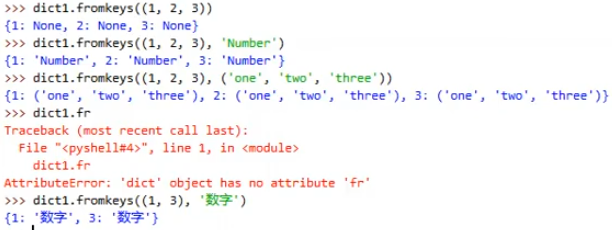 >>> dict1.fromkeys((1, 2, 3))
{1: None, 2: None, 3: None}
>>> dict1.fromkeys((1, 2, 3), 'Number')
{1: 'Number', 2: 'Number', 3: 'Number'}
>>> dict1.fromkeys((1, 2, 3), ('one', 'two', 'three'))
{1: ('one', 'two', 'three'), 2: ('one', 'two', 'three'), 3: ('one', 'two', 'three')}
>>> dict1.fr
Traceback (most recent call last):
  File "<pyshell#4>", line 1, in <module>
    dict1.fr
AttributeError: 'dict' object has no attribute 'fr'
>>> dict1.fromkeys((1, 3), '数字')
{1: '数字', 3: '数字'}